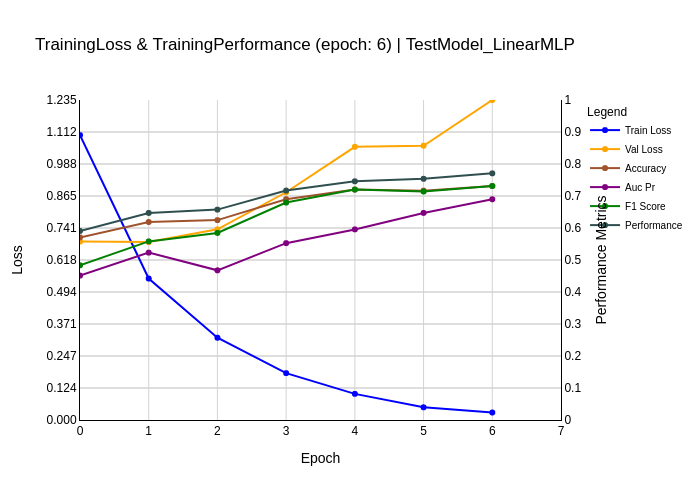 TrainingLoss & TrainingPerformance (epoch: 6) | TestModel_LinearMLP
1.235
1.112
0.988
0.865
0.741
0.618
0.494
0.371
0.247
0.124
0.000
Loss
0 1 2 3 4 5 6 7
Epoch
1
0.9
0.8
0.7
0.6
0.5
0.4
0.3
0.2
0.1
0
Performance Metrics
Legend
Train Loss
Val Loss
Accuracy
Auc Pr
F1 Score
Performance